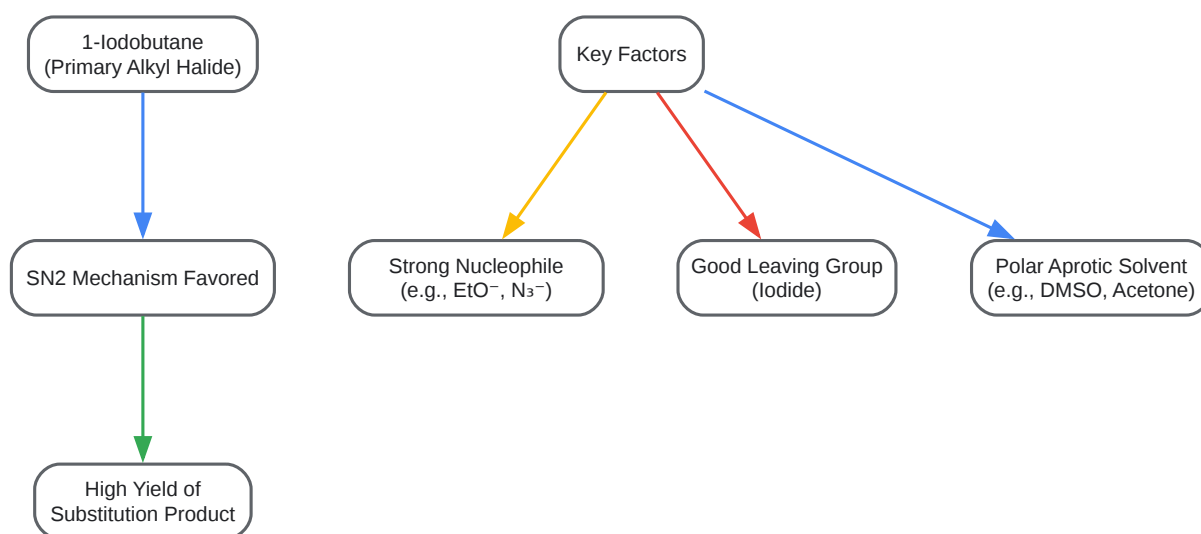 1-Iodobutane
(Primary Alkyl Halide)
Key Factors
SN2 Mechanism Favored
Strong Nucleophile
(e.g., EtO⁻, N₃⁻)
Good Leaving Group
(Iodide)
Polar Aprotic Solvent
(e.g., DMSO, Acetone)
High Yield of
Substitution Product